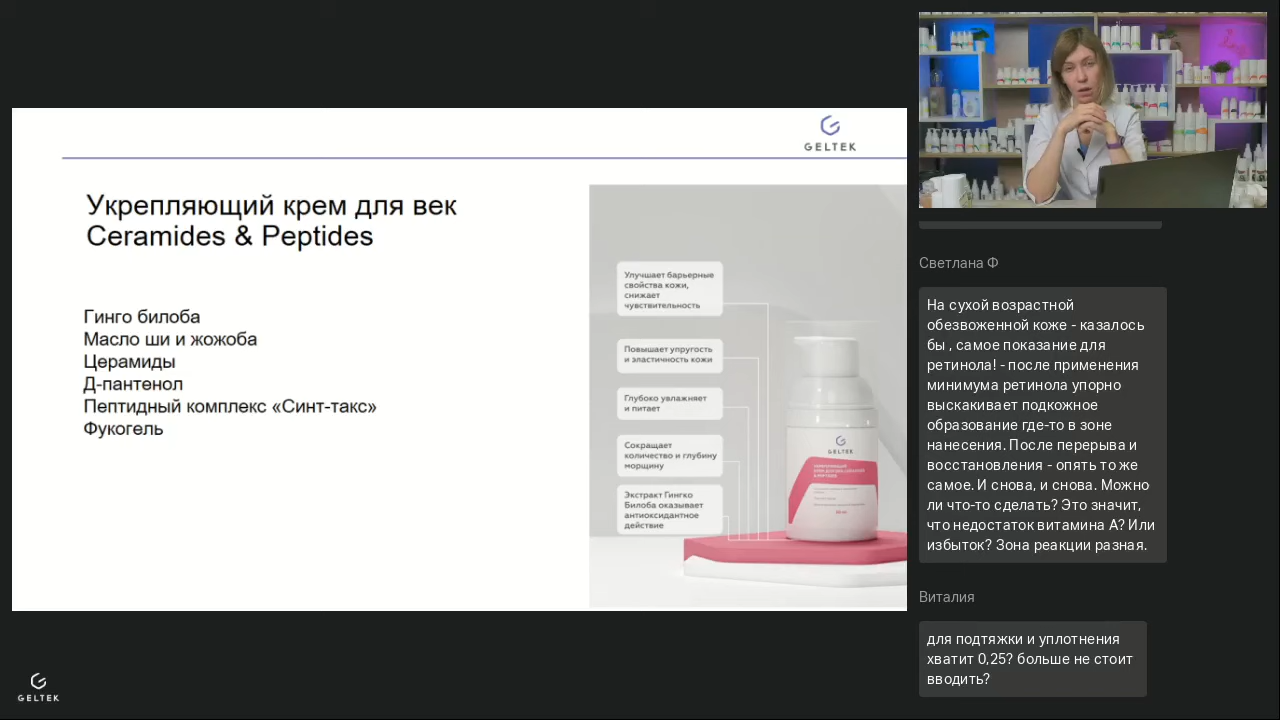 GELTEK
Укрепляющий крем для век
Ceramides & Peptides
Гинго билоба
Масло ши и жожоба
Церамиды
Д-пантенол
Пептидный комплекс «Синт-такс»
Фукогель
Улучшает барьерные
свойства кожи,
снижает
чувствительность
Повышает упругость
и эластичность кожи
Глубоко увлажняет
и питает
Сокращает
количество и глубину
морщину
Экстракт Гингко
Билоба оказывает
антиоксидантное
действие
GELTEK
GELTEK
Светлана Ф
На сухой возрастной
обезвоженной коже - казалось
бы , самое показание для
ретинола! - после применения
минимума ретинола упорно
выскакивает подкожное
образование где-то в зоне
нанесения. После перерыва и
восстановления - опять то же
самое. И снова, и снова. Можно
ли что-то сделать? Это значит,
что недостаток витамина А? Или
избыток? Зона реакции разная.
Виталия
для подтяжки и уплотнения
хватит 0,25? больше не стоит
вводить?